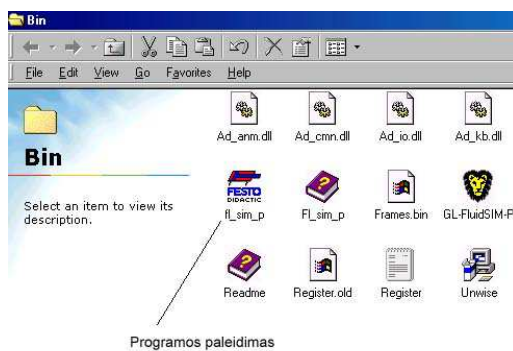 Bin
File Edit View Go Favorites Help
Bin
Select an item to view its
description.
Ad_anm.dll Ad_cmn.dll Ad_io.dll Ad_kb.dll
FESTO
DIDACTIC
fl_sim_p Fl_sim_p Frames.bin GL-FluidSIM-P
Readme Register.old Register Unwise
Programos paleidimas